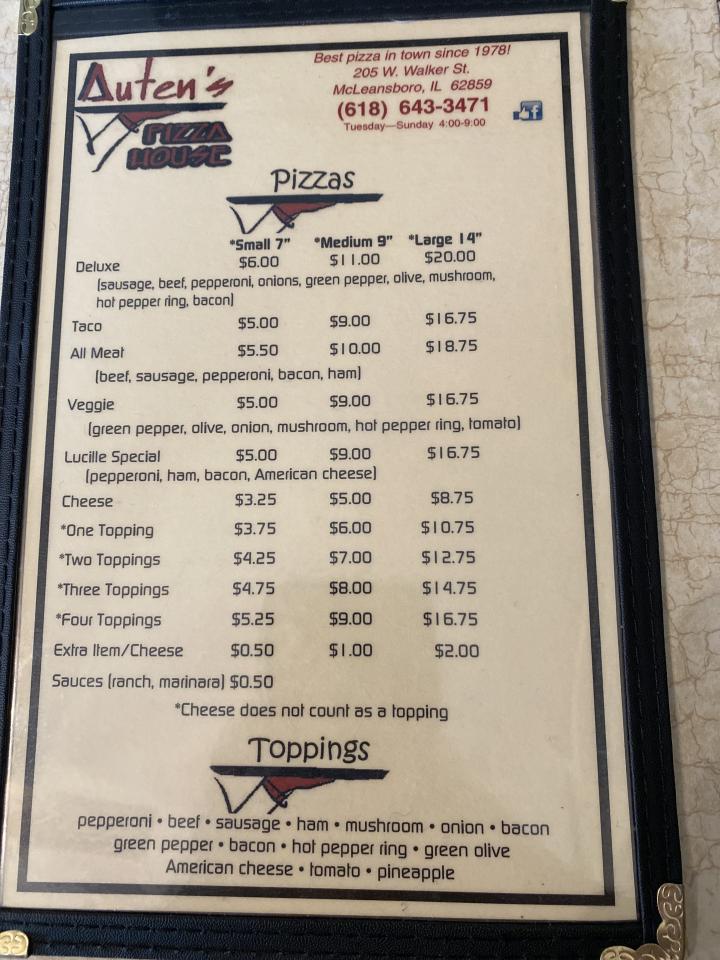 Auten's
PIZZA
HOUSE
Best pizza in town since 1978!
205 W. Walker St.
McLeansboro, IL 62859
(618) 643-3471
Tuesday—Sunday 4:00-9:00
f
Pizzas
*Small 7" *Medium 9" *Large 14"
Deluxe $6.00 $11.00 $20.00
(sausage, beef, pepperoni, onions, green pepper, olive, mushroom,
hot pepper ring, bacon)
Taco $5.00 $9.00 $16.75
All Meat $5.50 $10.00 $18.75
(beef, sausage, pepperoni, bacon, ham)
Veggie $5.00 $9.00 $16.75
(green pepper, olive, onion, mushroom, hot pepper ring, tomato)
Lucille Special $5.00 $9.00 $16.75
(pepperoni, ham, bacon, American cheese)
Cheese $3.25 $5.00 $8.75
*One Topping $3.75 $6.00 $10.75
*Two Toppings $4.25 $7.00 $12.75
*Three Toppings $4.75 $8.00 $14.75
*Four Toppings $5.25 $9.00 $16.75
Extra Item/Cheese $0.50 $1.00 $2.00
Sauces (ranch, marinara) $0.50
*Cheese does not count as a topping
Toppings
pepperoni • beef • sausage • ham • mushroom • onion • bacon
green pepper • bacon • hot pepper ring • green olive
American cheese • tomato • pineapple